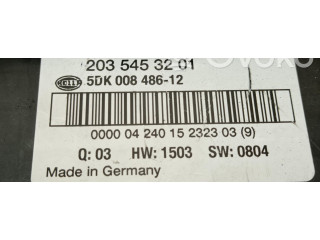 203 545 32 01
HELLA
5DK 008 486-12
0000 04 240 15 2323 03 (9)
Q: 03 HW: 1503 SW: 0804
Made in Germany